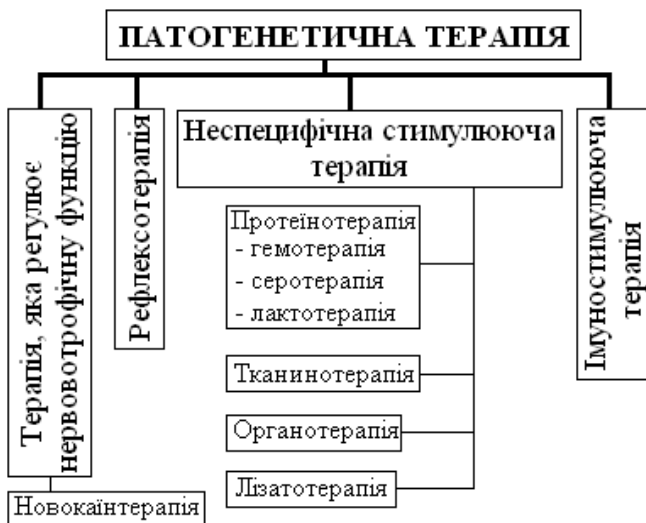 ПАТОГЕНЕТИЧНА ТЕРАПІЯ
Терапія, яка регулює
нервовотрофічну функцію
Новокаїнтерапія
Рефлексотерапія
Неспецифічна стимулююча
терапія
Протеїнотерапія
- гемотерапія
- серотерапія
- лактотерапія
Тканинотерапія
Органотерапія
Лізатотерапія
Імуностимулююча
терапія